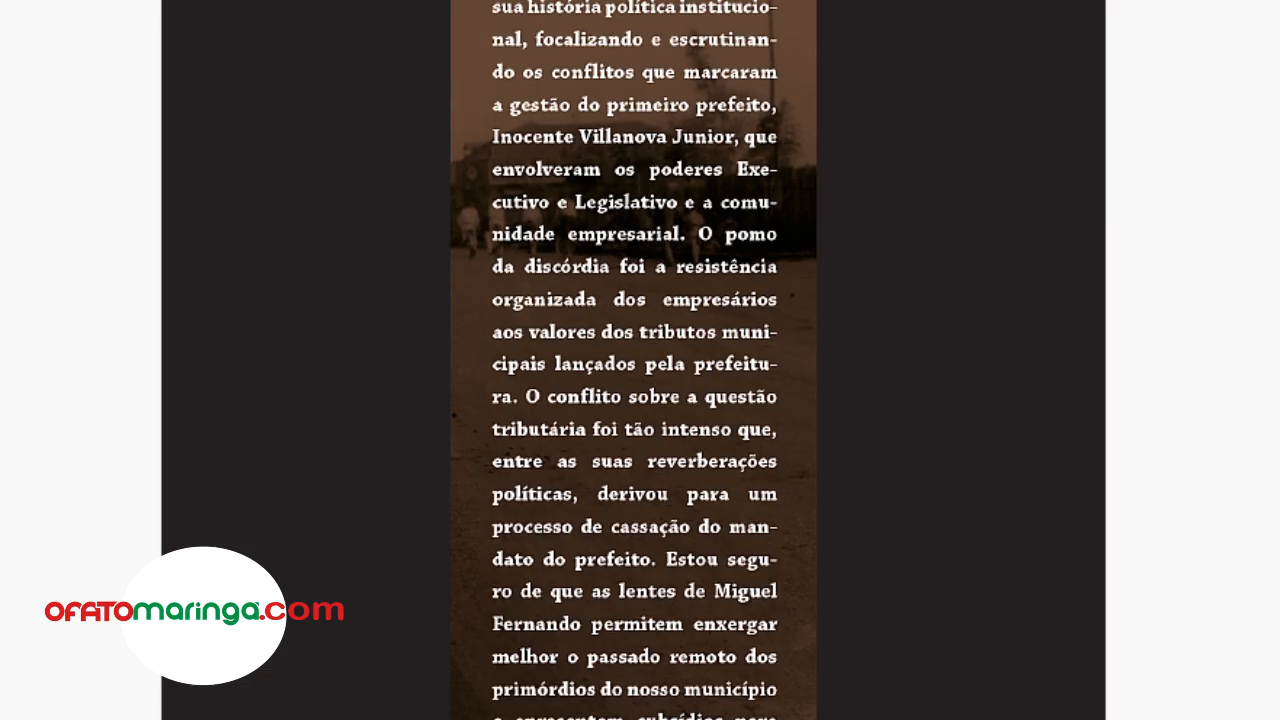 sua história política institucio-
nal, focalizando e escrutinan-
do os conflitos que marcaram
a gestão do primeiro prefeito,
Inocente Villanova Junior, que
envolveram os poderes Exe-
cutivo e Legislativo e a comu-
nidade empresarial. O pomo
da discórdia foi a resistência
organizada dos empresários
aos valores dos tributos muni-
cipais lançados pela prefeitu-
ra. O conflito sobre a questão
tributária foi tão intenso que,
entre as suas reverberações
políticas, derivou para um
processo de cassação do man-
dato do prefeito. Estou segu-
ro de que as lentes de Miguel
Fernando permitem enxergar
melhor o passado remoto dos
primórdios do nosso município
OFATOmaringá.com